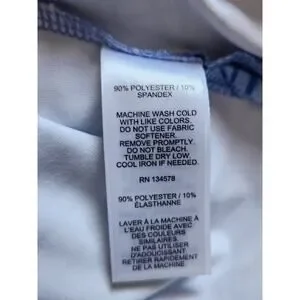 90% POLYESTER / 10%
SPANDEX
MACHINE WASH COLD
WITH LIKE COLORS.
DO NOT USE FABRIC
SOFTENER.
REMOVE PROMPTLY.
DO NOT BLEACH.
TUMBLE DRY LOW.
COOL IRON IF NEEDED.
RN 134578
90% POLYESTER / 10%
ÉLASTHANNE
LAVER À LA MACHINE À
L'EAU FROIDE AVEC
DES COULEURS
SIMILAIRES.
NE PAS UTILISER
D'ADOUCISSANT
RETIRER RAPIDEMENT
DE LA MACHINE